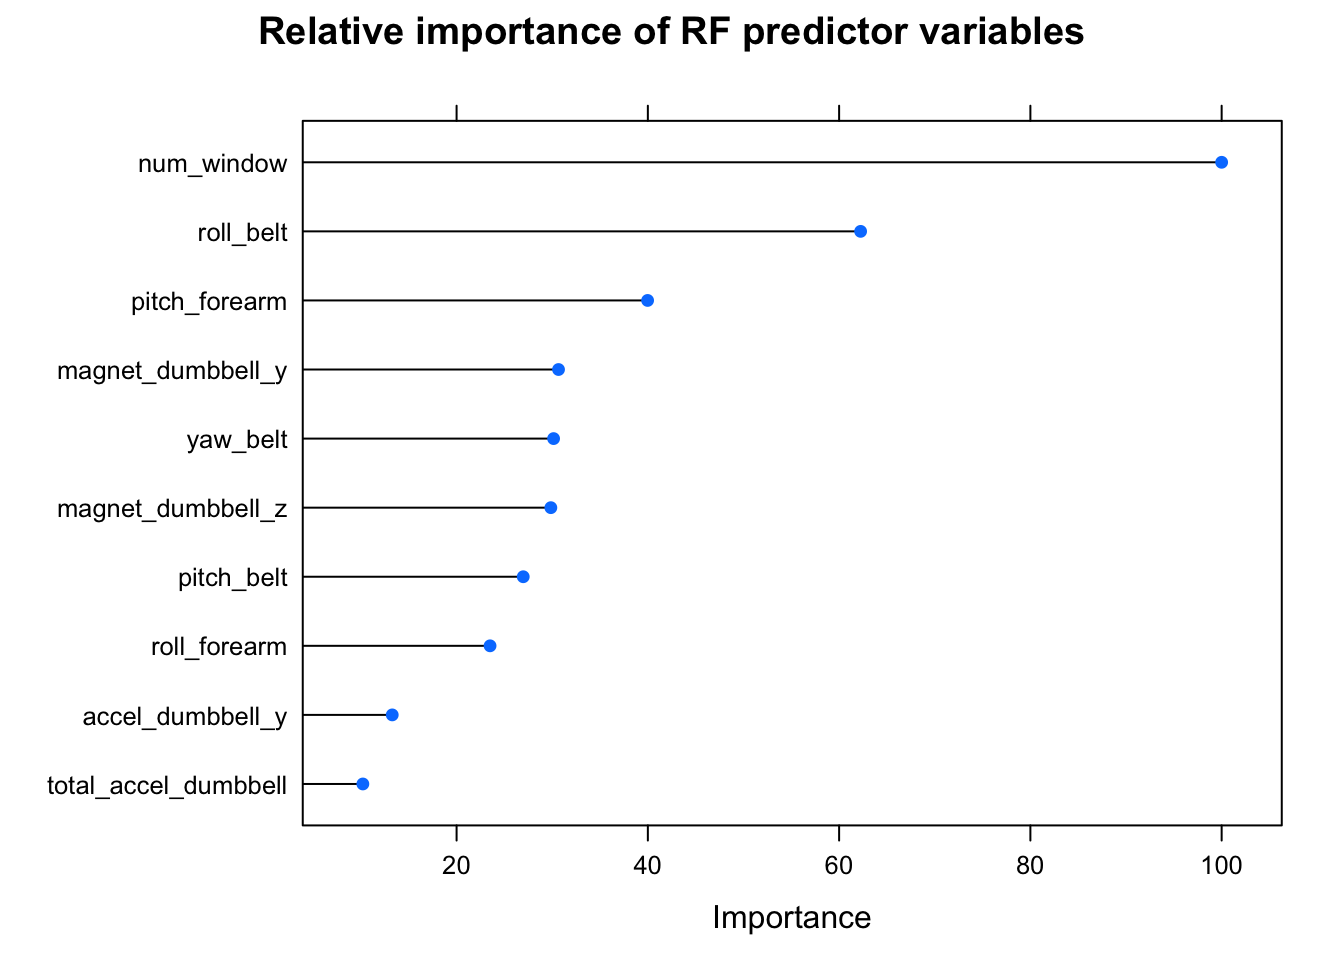 Relative importance of RF predictor variables
num_window
roll_belt
pitch_forearm
magnet_dumbbell_y
yaw_belt
magnet_dumbbell_z
pitch_belt
roll_forearm
accel_dumbbell_y
total_accel_dumbbell
20 40 60 80 100
Importance